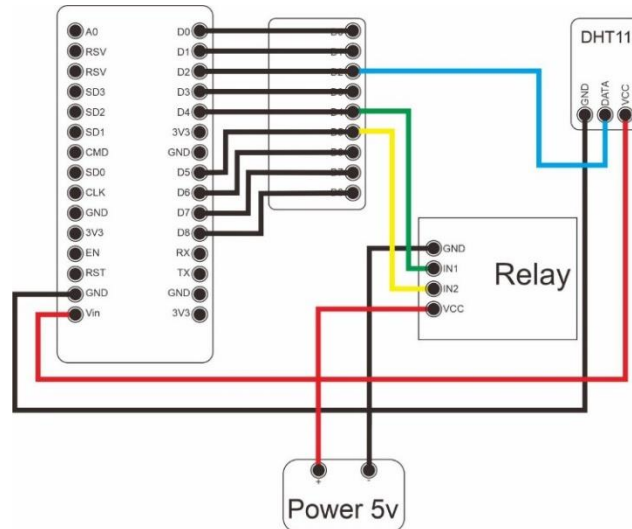 A0
RSV
RSV
SD3
SD2
SD1
CMD
SD0
CLK
GND
3V3
EN
RST
GND
Vin
D0
D1
D2
D3
D4
3V3
GND
D5
D6
D7
D8
RX
TX
GND
3V3
DHT11
GND
DATA
VCC
GND
IN1
IN2
VCC
Relay
+
-
Power 5v